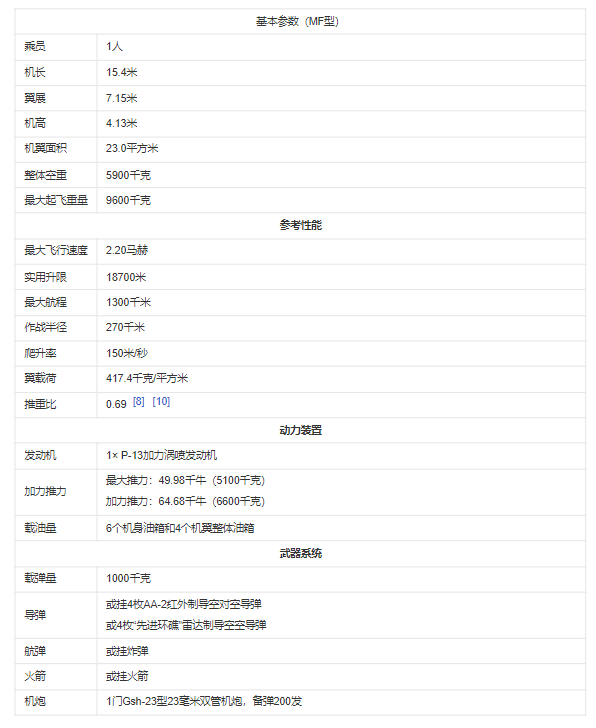 基本参数（MF型）
乘员 1人
机长 15.4米
翼展 7.15米
机高 4.13米
机翼面积 23.0平方米
整体空重 5900千克
最大起飞重量 9600千克
参考性能
最大飞行速度 2.20马赫
实用升限 18700米
最大航程 1300千米
作战半径 270千米
爬升率 150米/秒
翼载荷 417.4千克/平方米
推重比 0.69 [8] [10]
动力装置
发动机 1× P-13加力涡喷发动机
加力推力 最大推力：49.98千牛（5100千克）
加力推力：64.68千牛（6600千克）
载油量 6个机身油箱和4个机翼整体油箱
武器系统
载弹量 1000千克
导弹 或挂4枚AA-2红外制导空对空导弹
或4枚“先进环礁”雷达制导空空导弹
航弹 或挂炸弹
火箭 或挂火箭
机炮 1门Gsh-23型23毫米双管机炮，备弹200发